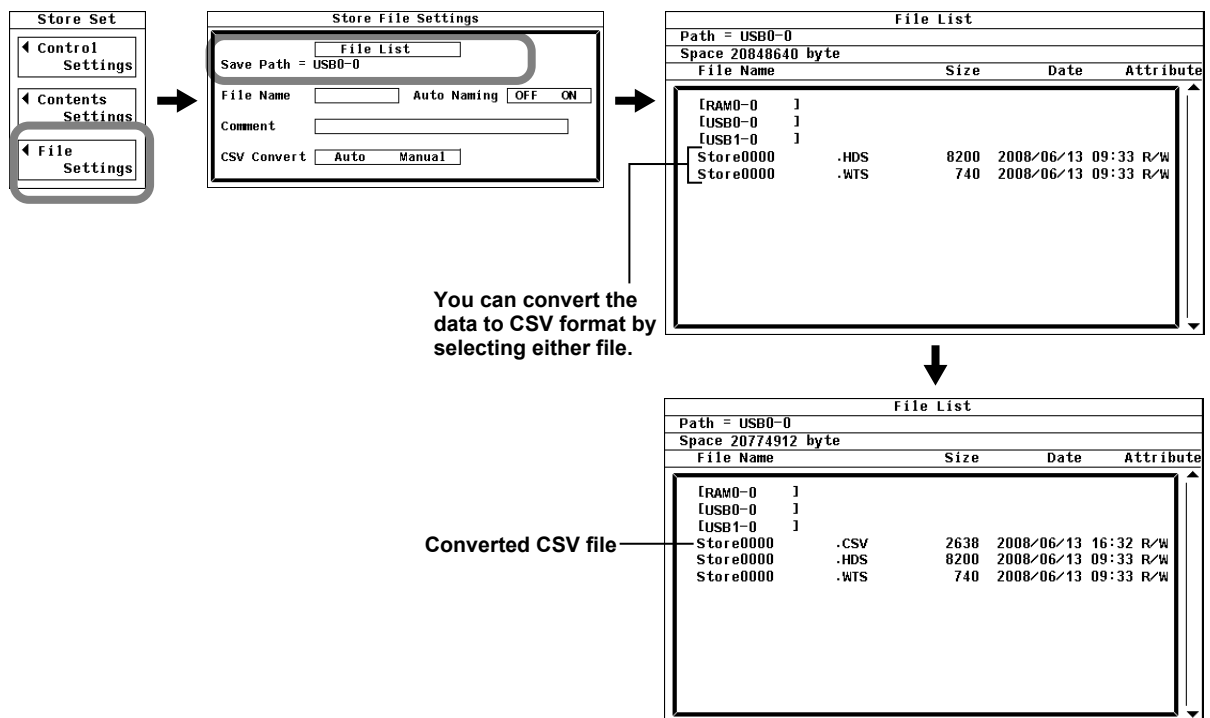 Store Set
Control
Settings
Contents
Settings
File
Settings
Store File Settings
File List
Save Path = USB0-0
File Name Auto Naming OFF ON
Comment
CSV Convert Auto Manual
File List
Path = USB0-0
Space 20848640 byte
File Name Size Date Attribute
[RAM0-0 ]
[USB0-0 ]
[USB1-0 ]
Store0000 .HDS 8200 2008/06/13 09:33 R/W
Store0000 .WTS 740 2008/06/13 09:33 R/W
You can convert the
data to CSV format by
selecting either file.
File List
Path = USB0-0
Space 20774912 byte
File Name Size Date Attribute
[RAM0-0 ]
[USB0-0 ]
[USB1-0 ]
Converted CSV file
Store0000 .CSV 2638 2008/06/13 16:32 R/W
Store0000 .HDS 8200 2008/06/13 09:33 R/W
Store0000 .WTS 740 2008/06/13 09:33 R/W